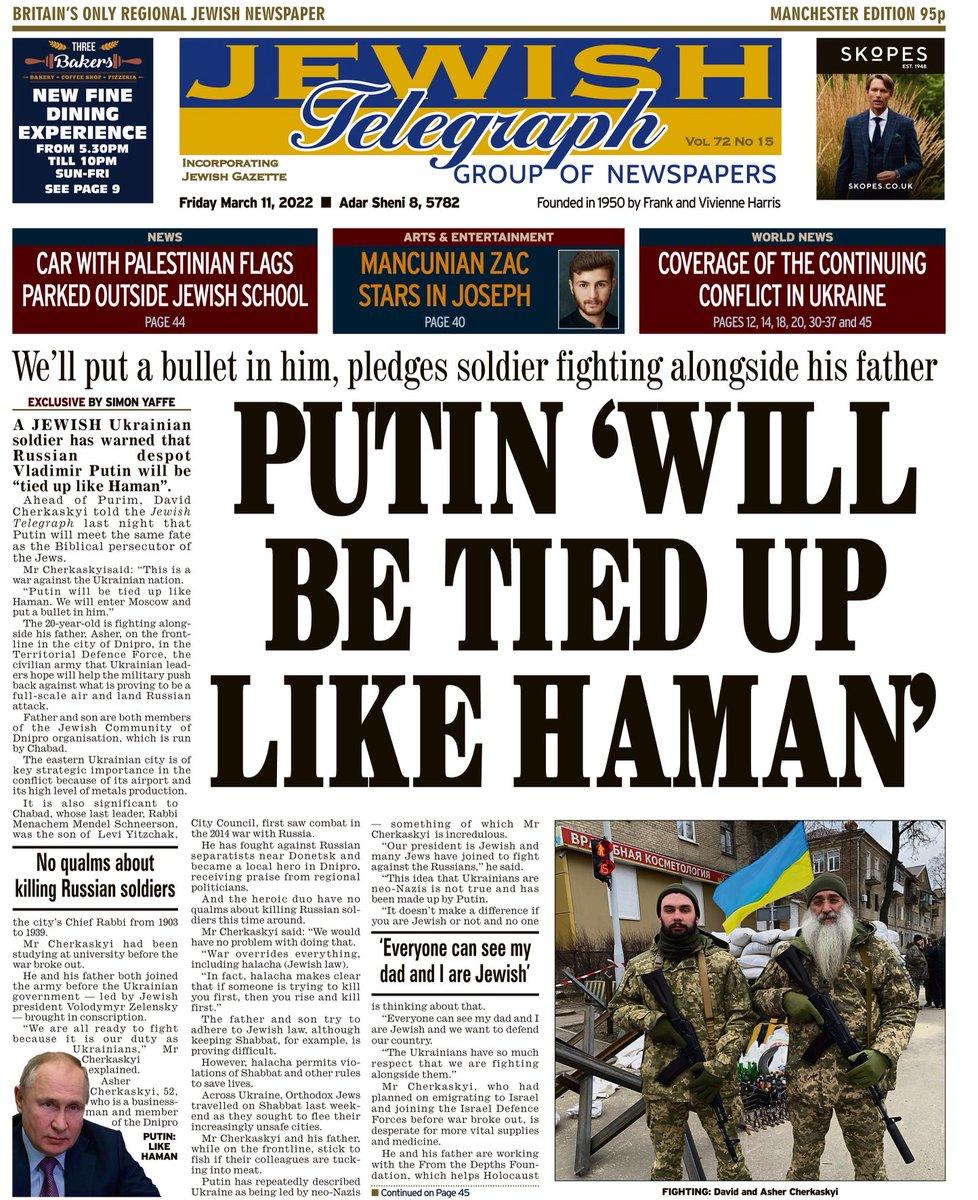 BRITAIN'S ONLY REGIONAL JEWISH NEWSPAPER
MANCHESTER EDITION 95p
THREE
Bakers
BAKERY • COFFEE SHOP • PIZZERIA
NEW FINE
DINING
EXPERIENCE
FROM 5.30PM
TILL 10PM
SUN-FRI
SEE PAGE 9
JEWISH
Telegraph
VOL 72 NO 15
INCORPORATING
JEWISH GAZETTE
GROUP OF NEWSPAPERS
Friday March 11, 2022 ■ Adar Sheni 8, 5782
Founded in 1950 by Frank and Vivienne Harris
SKOPES
EST. 1948
SKOPES.CO.UK
NEWS
CAR WITH PALESTINIAN FLAGS
PARKED OUTSIDE JEWISH SCHOOL
PAGE 44
ARTS & ENTERTAINMENT
MANCUNIAN ZAC
STARS IN JOSEPH
PAGE 40
WORLD NEWS
COVERAGE OF THE CONTINUING
CONFLICT IN UKRAINE
PAGES 12, 14, 18, 20, 30-37 and 45
We'll put a bullet in him, pledges soldier fighting alongside his father
PUTIN ‘WILL
BE TIED UP
LIKE HAMAN’
EXCLUSIVE BY SIMON YAFFE
A JEWISH Ukrainian
soldier has warned that
Russian despot
Vladimir Putin will be
“tied up like Haman”.
Ahead of Purim, David
Cherkaskyi told the Jewish
Telegraph last night that
Putin will meet the same fate
as the Biblical persecutor of
the Jews.
Mr Cherkaskyisaid: “This is a
war against the Ukrainian nation.
“Putin will be tied up like
Haman. We will enter Moscow and
put a bullet in him.”
The 20-year-old is fighting along-
side his father, Asher, on the front-
line in the city of Dnipro, in the
Territorial Defence Force, the
civilian army that Ukrainian lead-
ers hope will help the military push
back against what is proving to be a
full-scale air and land Russian
attack.
Father and son are both members
of the Jewish Community of
Dnipro organisation, which is run
by Chabad.
The eastern Ukrainian city is of
key strategic importance in the
conflict because of its airport and
its high level of metals production.
It is also significant to
Chabad, whose last leader, Rabbi
Menachem Mendel Schneerson,
was the son of Levi Yitzchak,
No qualms about
killing Russian soldiers
the city's Chief Rabbi from 1903
to 1939.
Mr Cherkaskyi had been
studying at university before the
war broke out.
He and his father both joined
the army before the Ukrainian
government — led by Jewish
president Volodymyr Zelensky
— brought in conscription.
“We are all ready to fight
because it is our duty as
Ukrainians,” Mr
Cherkaskyi
explained.
Asher
Cherkaskyi, 52,
who is a business-
man and member
of the Dnipro
PUTIN:
LIKE
HAMAN
City Council, first saw combat in
the 2014 war with Russia.
He has fought against Russian
separatists near Donetsk and
became a local hero in Dnipro,
receiving praise from regional
politicians.
And the heroic duo have no
qualms about killing Russian sol-
diers this time around.
Mr Cherkaskyi said: “We would
have no problem with doing that.
“War overrides everything,
including halacha (Jewish law).
“In fact, halacha makes clear
that if someone is trying to kill
you first, then you rise and kill
first.”
The father and son try to
adhere to Jewish law, although
keeping Shabbat, for example, is
proving difficult.
However, halacha permits vio-
lations of Shabbat and other rules
to save lives.
Across Ukraine, Orthodox Jews
travelled on Shabbat last week-
end as they sought to flee their
increasingly unsafe cities.
Mr Cherkaskyi and his father,
while on the frontline, stick to
fish if their colleagues are tuck-
ing into meat.
Putin has repeatedly described
Ukraine as being led by neo-Nazis
— something of which Mr
Cherkaskyi is incredulous.
“Our president is Jewish and
many Jews have joined to fight
against the Russians,” he said.
“This idea that Ukrainians are
neo-Nazis is not true and has
been made up by Putin.
“It doesn't make a difference if
you are Jewish or not and no one
‘Everyone can see my
dad and I are Jewish’
is thinking about that.
“Everyone can see my dad and I
are Jewish and we want to defend
our country.
“The Ukrainians have so much
respect that we are fighting
alongside them.”
Mr Cherkaskyi, who had
planned on emigrating to Israel
and joining the Israel Defence
Forces before war broke out, is
desperate for more vital supplies
and medicine.
He and his father are working
with the From the Depths Foun-
dation, which helps Holocaust
■ Continued on Page 45
БНАЯ КОСМЕТОЛОГИЯ
FIGHTING: David and Asher Cherkaskyi